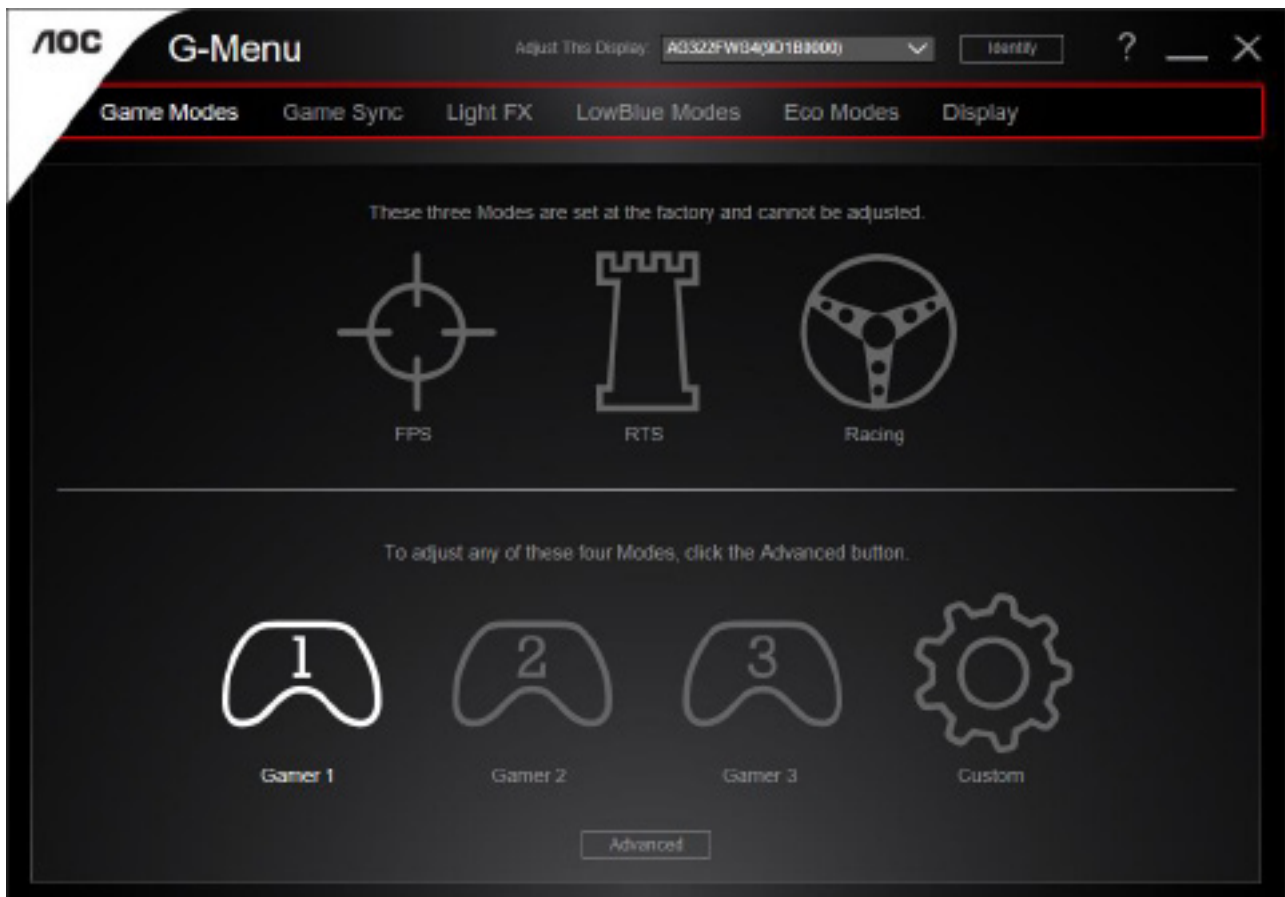 AOC
G-Menu
Adjust This Display:
Identify
?
Game Modes Game Sync Light FX LowBlue Modes Eco Modes Display
These three Modes are set at the factory and cannot be adjusted.
FPS RTS Racing
To adjust any of these four Modes, click the Advanced button.
1 2 3
Gamer 1 Gamer 2 Gamer 3 Custom
Advanced